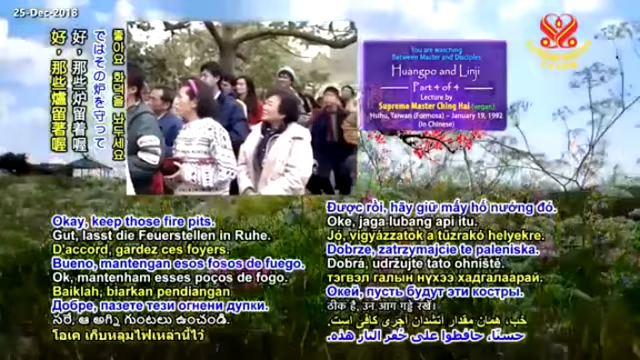 25-Dec-2018
好，那些爐留著喔
好，那些炉留着喔
ではその炉を守って
좋아요 화덕을 놔두세요
You are watching
Between Master and Disciples
Huangpo and Linji
Part 4 of 4
Lecture by
Supreme Master Ching Hai (vegan)
Hsihu, Taiwan (Formosa) – January 19, 1992
(In Chinese)
Okay, keep those fire pits.
Gut, lasst die Feuerstellen in Ruhe.
D'accord, gardez ces foyers.
Bueno, mantengan esos fosos de fuego.
Ok, mantenham esses poços de fogo.
Baiklah, biarkan pendiangan
Добре, пазете тези огнени дупки.
సరే, ఆ అగ్ని గుంటలు ఉంచండి.
โอเค เก็บหลุมไฟเหล่านี้ไว้
Được rồi, hãy giữ mấy hố nướng đó.
Oke, jaga lubang api itu.
Jó, vigyázzatok a tűzrakó helyekre.
Dobrze, zatrzymajcie te paleniska.
Dobrá, udržujte tato ohniště.
тэгвэл галын нүхээ хадгалаарай.
Окей, пусть будут эти костры.
ठीक है, उन आग गड्ढे रखें।
خب، همان مقدار آتشدان آجری کافی است.
حسنًا، حافظوا على حُفر النار هذه.